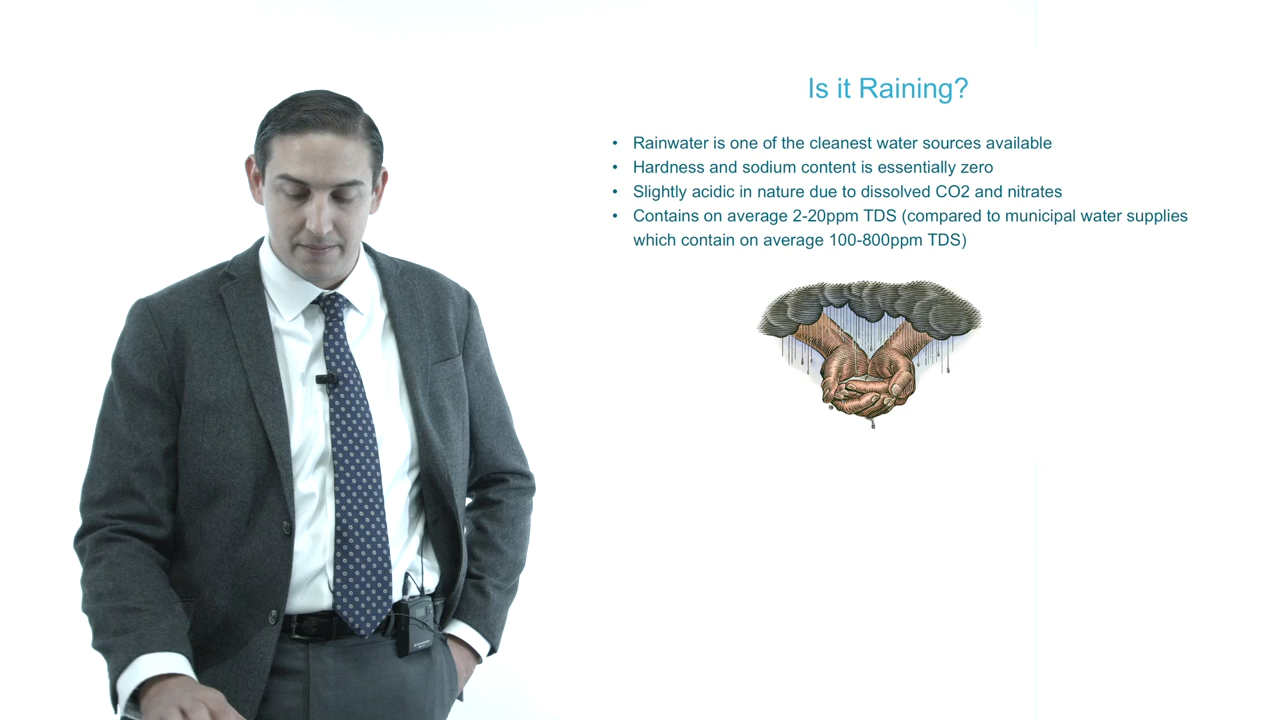 Is it Raining?
• Rainwater is one of the cleanest water sources available
• Hardness and sodium content is essentially zero
• Slightly acidic in nature due to dissolved CO2 and nitrates
• Contains on average 2-20ppm TDS (compared to municipal water supplies
which contain on average 100-800ppm TDS)